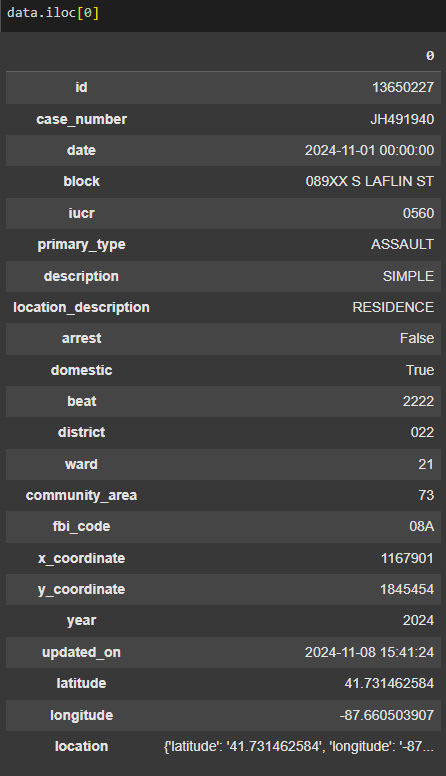 data.iloc[0]
0
id 13650227
case_number JH491940
date 2024-11-01 00:00:00
block 089XX S LAFLIN ST
iucr 0560
primary_type ASSAULT
description SIMPLE
location_description RESIDENCE
arrest False
domestic True
beat 2222
district 022
ward 21
community_area 73
fbi_code 08A
x_coordinate 1167901
y_coordinate 1845454
year 2024
updated_on 2024-11-08 15:41:24
latitude 41.731462584
longitude -87.660503907
location {'latitude': '41.731462584', 'longitude': '-87...